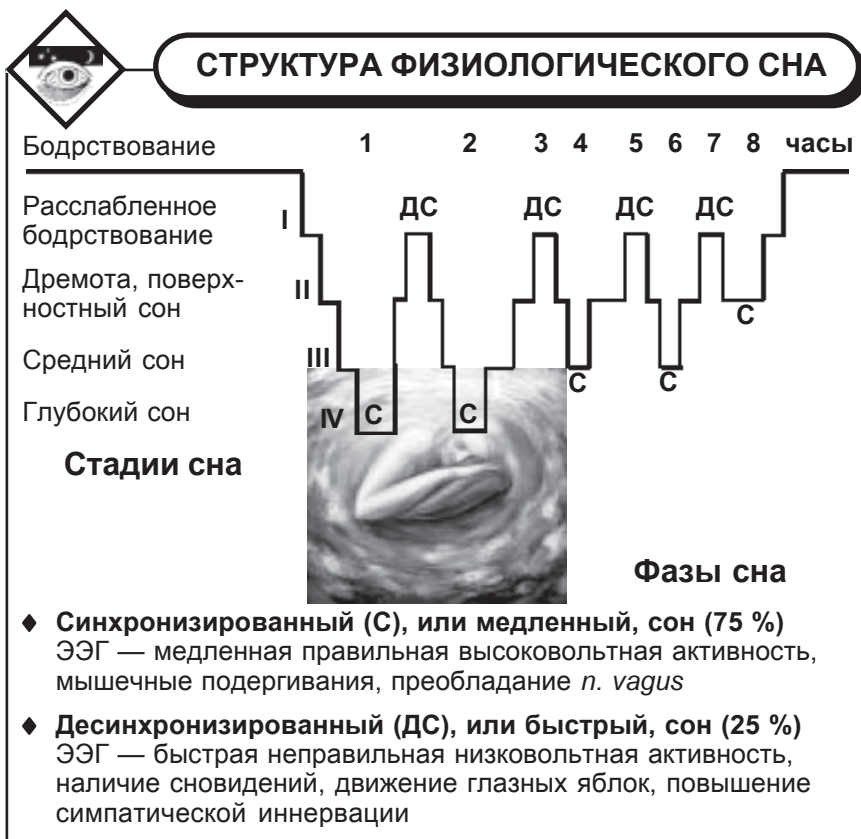 СТРУКТУРА ФИЗИОЛОГИЧЕСКОГО СНА
Бодрствование 1 2 3 4 5 6 7 8 часы
Расслабленное
бодрствование
I ДС ДС ДС ДС
Дремота, поверх-
ностный сон
II С
Средний сон III С С
Глубокий сон IV С С
Стадии сна
Фазы сна
♦ Синхронизированный (С), или медленный, сон (75 %)
ЭЭГ — медленная правильная высоковольтная активность,
мышечные подергивания, преобладание n. vagus
♦ Десинхронизированный (ДС), или быстрый, сон (25 %)
ЭЭГ — быстрая неправильная низковольтная активность,
наличие сновидений, движение глазных яблок, повышение
симпатической иннервации